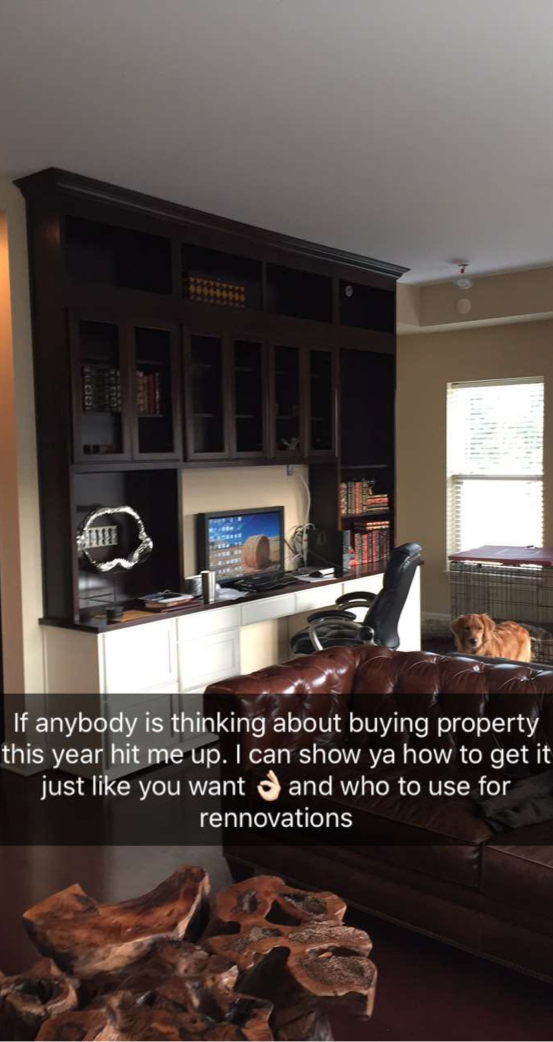 If anybody is thinking about buying property
this year hit me up. I can show ya how to get it
just like you want 👌🏼 and who to use for
rennovations